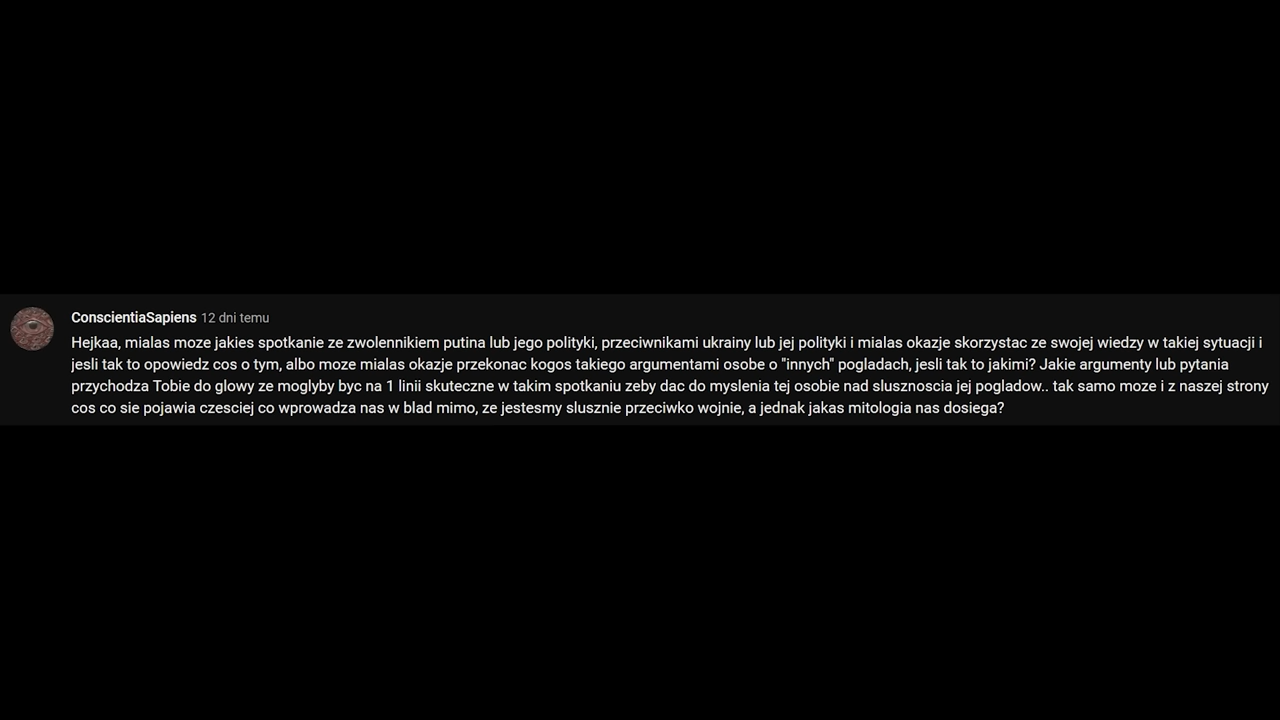 ConscientiaSapiens 12 dni temu
Hejkaa, mialas moze jakies spotkanie ze zwolennikiem putina lub jego polityki, przeciwnikami ukrainy lub jej polityki i mialas okazje skorzystac ze swojej wiedzy w takiej sytuacji i
jesli tak to opowiedz cos o tym, albo moze mialas okazje przekonac kogos takiego argumentami osobe o "innych" pogladach, jesli tak to jakimi? Jakie argumenty lub pytania
przychodza Tobie do glowy ze moglyby byc na 1 linii skuteczne w takim spotkaniu zeby dac do myslenia tej osobie nad slusznoscia jej pogladow.. tak samo moze i z naszej strony
cos co sie pojawia czesciej co wprowadza nas w blad mimo, ze jestesmy slusznie przeciwko wojnie, a jednak jakas mitologia nas dosiega?